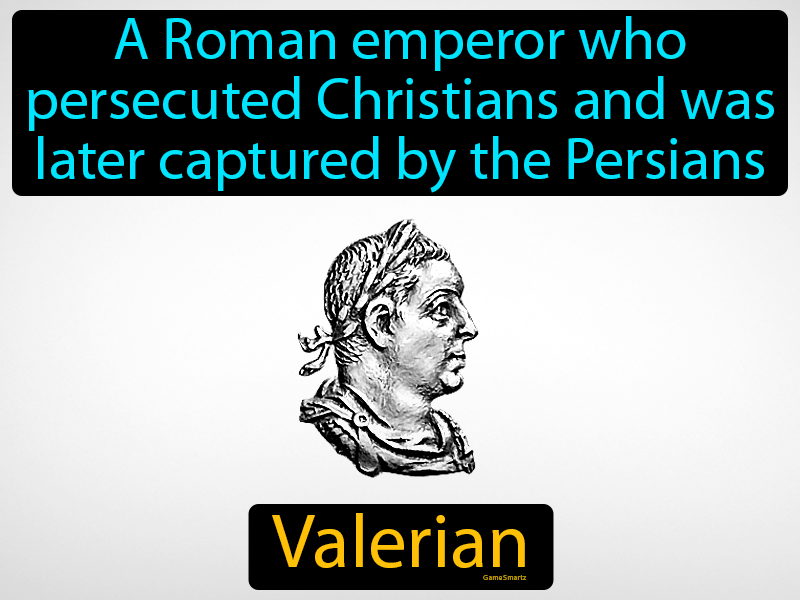 A Roman emperor who
persecuted Christians and was
later captured by the Persians
Valerian
GameSmartz